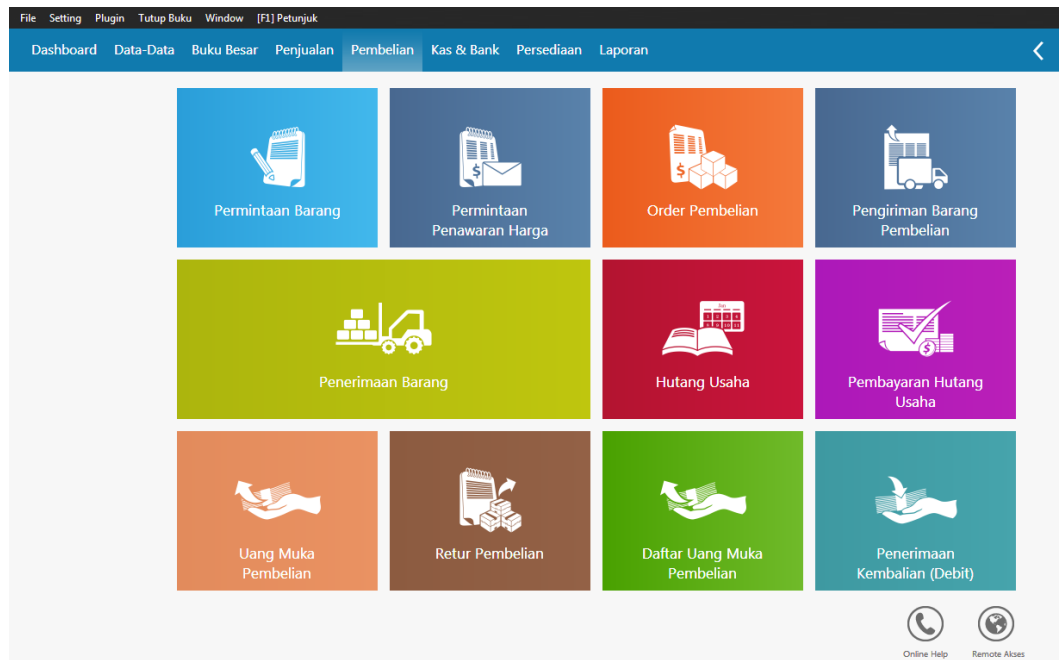 File Setting Plugin Tutup Buku Window [F1] Petunjuk
Dashboard Data-Data Buku Besar Penjualan Pembelian Kas & Bank Persediaan Laporan
Permintaan Barang
Permintaan
Penawaran Harga
Order Pembelian
Pengiriman Barang
Pembelian
Penerimaan Barang
Hutang Usaha
Pembayaran Hutang
Usaha
Uang Muka
Pembelian
Retur Pembelian
Daftar Uang Muka
Pembelian
Penerimaan
Kembalian (Debit)
Online Help
Remote Akses